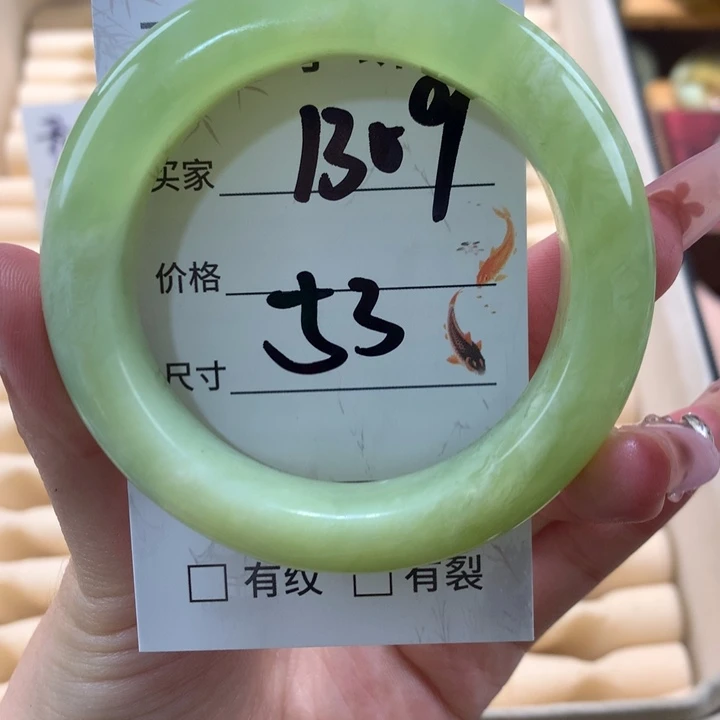 买家 1309
价格
尺寸 53
□ 有纹 □ 有裂